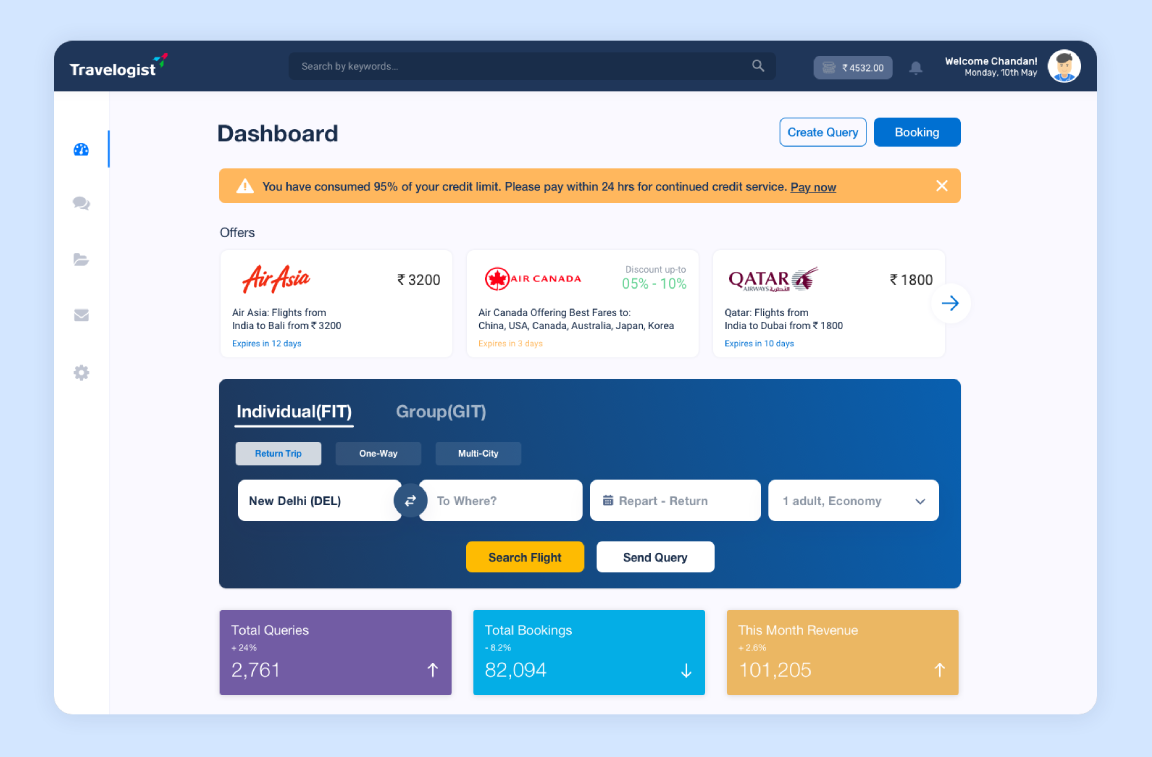 Travelogist
Search by keywords...
₹ 4532.00
Welcome Chandan!
Monday, 10th May
Dashboard
Create Query
Booking
You have consumed 95% of your credit limit. Please pay within 24 hrs for continued credit service. Pay now
Offers
AirAsia
₹ 3200
Air Asia: Flights from
India to Bali from ₹ 3200
Expires in 12 days
AIR CANADA
Discount up-to
05% - 10%
Air Canada Offering Best Fares to:
China, USA, Canada, Australia, Japan, Korea
Expires in 3 days
QATAR
AIRWAYS القطرية
₹ 1800
Qatar: Flights from
India to Dubai from ₹ 1800
Expires in 10 days
Individual(FIT)
Group(GIT)
Return Trip
One-Way
Multi-City
New Delhi (DEL)
To Where?
Repart - Return
1 adult, Economy
Search Flight
Send Query
Total Queries
+ 24%
2,761
Total Bookings
- 8.2%
82,094
This Month Revenue
+ 2.6%
101,205